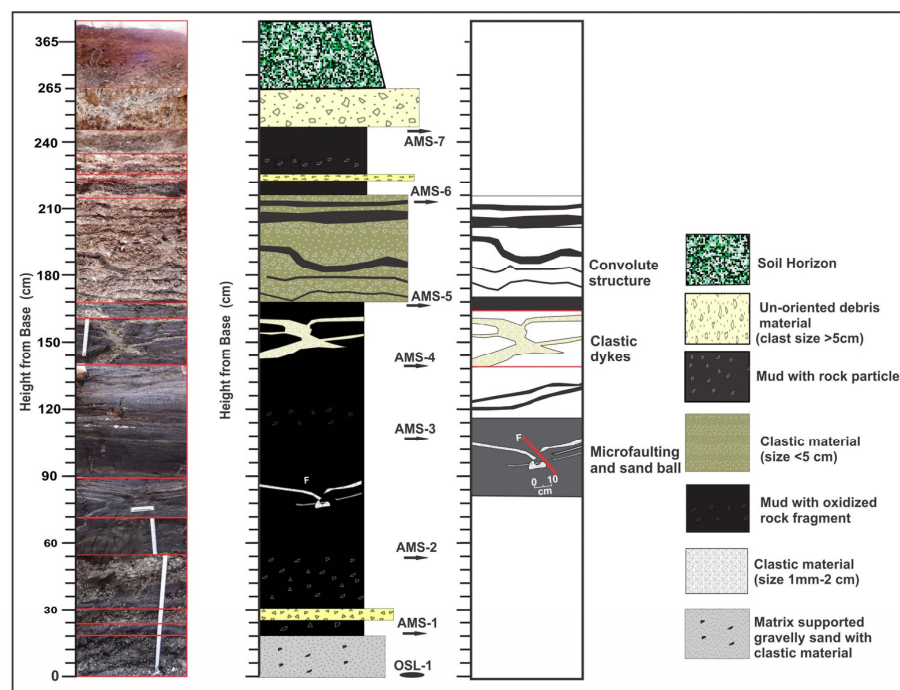 365
265
240
210
180
150
120
90
60
30
0
Height from Base (cm)
Height from Base (cm)
AMS-7
AMS-6
AMS-5
AMS-4
AMS-3
F
AMS-2
AMS-1
OSL-1
Convolute
structure
Clastic
dykes
F
0 10
cm
Microfaulting
and sand ball
Soil Horizon
Un-oriented debris
material
(clast size >5cm)
Mud with rock particle
Clastic material
(size <5 cm)
Mud with oxidized
rock fragment
Clastic material
(size 1mm-2 cm)
Matrix supported
gravelly sand with
clastic material